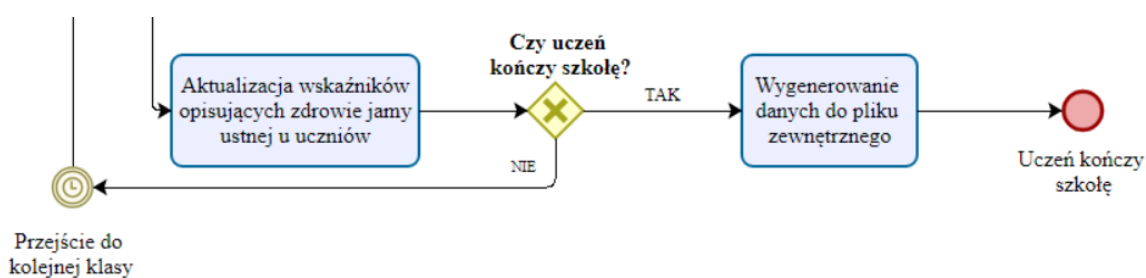 Czy uczeń
kończy szkołę?
Aktualizacja wskaźników
opisujących zdrowie jamy
ustnej u uczniów
TAK
Wygenerowanie
danych do pliku
zewnętrznego
NIE
Uczeń kończy
szkołę
Przejście do
kolejnej klasy